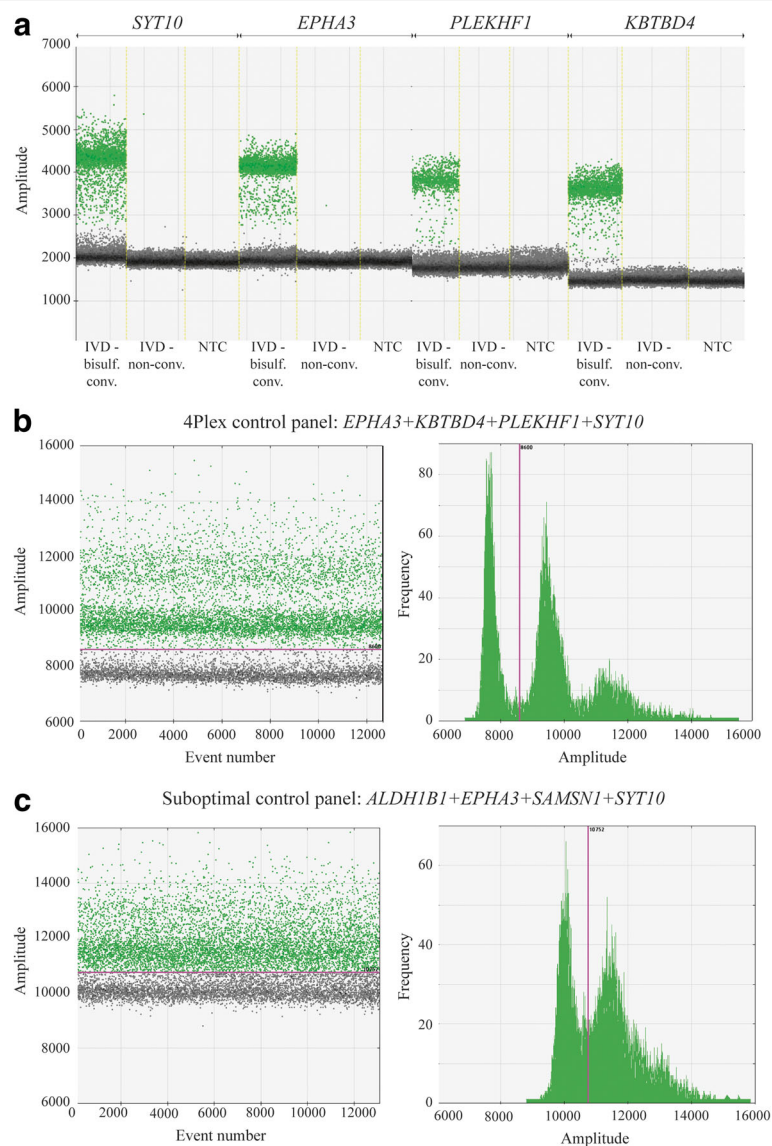 a
SYT10 EPHA3 PLEKHF1 KBTBD4
7000
6000
5000
4000
3000
2000
1000
Amplitude
IVD - bisulf. conv. IVD - non-conv. NTC IVD - bisulf. conv. IVD - non-conv. NTC IVD - bisulf. conv. IVD - non-conv. NTC IVD - bisulf. conv. IVD - non-conv. NTC
b
4Plex control panel: EPHA3+KBTBD4+PLEKHF1+SYT10
16000
14000
12000
10000
8000
6000
Amplitude
8600
0 2000 4000 6000 8000 10000 12000
Event number
80
60
40
20
0
Frequency
8600
6000 8000 10000 12000 14000 16000
Amplitude
c
Suboptimal control panel: ALDH1B1+EPHA3+SAMSN1+SYT10
16000
14000
12000
10000
8000
6000
Amplitude
10752
0 2000 4000 6000 8000 10000 12000
Event number
60
40
20
0
Frequency
10752
6000 8000 10000 12000 14000 16000
Amplitude